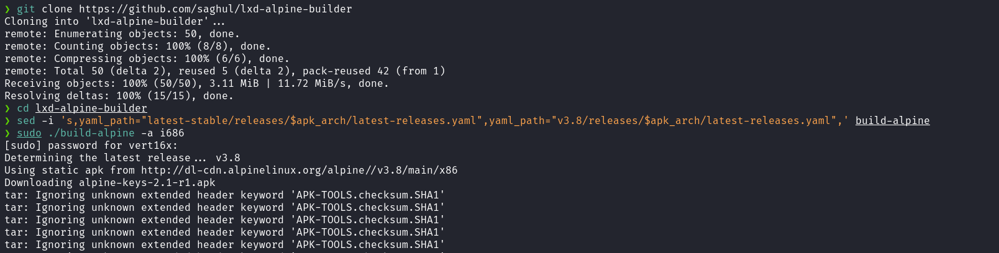 ❯ git clone https://github.com/saghul/lxd-alpine-builder
Cloning into 'lxd-alpine-builder'...
remote: Enumerating objects: 50, done.
remote: Counting objects: 100% (8/8), done.
remote: Compressing objects: 100% (6/6), done.
remote: Total 50 (delta 2), reused 5 (delta 2), pack-reused 42 (from 1)
Receiving objects: 100% (50/50), 3.11 MiB | 11.72 MiB/s, done.
Resolving deltas: 100% (15/15), done.
❯ cd lxd-alpine-builder
❯ sed -i 's,yaml_path="latest-stable/releases/$apk_arch/latest-releases.yaml",yaml_path="v3.8/releases/$apk_arch/latest-releases.yaml",' build-alpine
❯ sudo ./build-alpine -a i686
[sudo] password for vert16x:
Determining the latest release... v3.8
Using static apk from http://dl-cdn.alpinelinux.org/alpine//v3.8/main/x86
Downloading alpine-keys-2.1-r1.apk
tar: Ignoring unknown extended header keyword 'APK-TOOLS.checksum.SHA1'
tar: Ignoring unknown extended header keyword 'APK-TOOLS.checksum.SHA1'
tar: Ignoring unknown extended header keyword 'APK-TOOLS.checksum.SHA1'
tar: Ignoring unknown extended header keyword 'APK-TOOLS.checksum.SHA1'
tar: Ignoring unknown extended header keyword 'APK-TOOLS.checksum.SHA1'